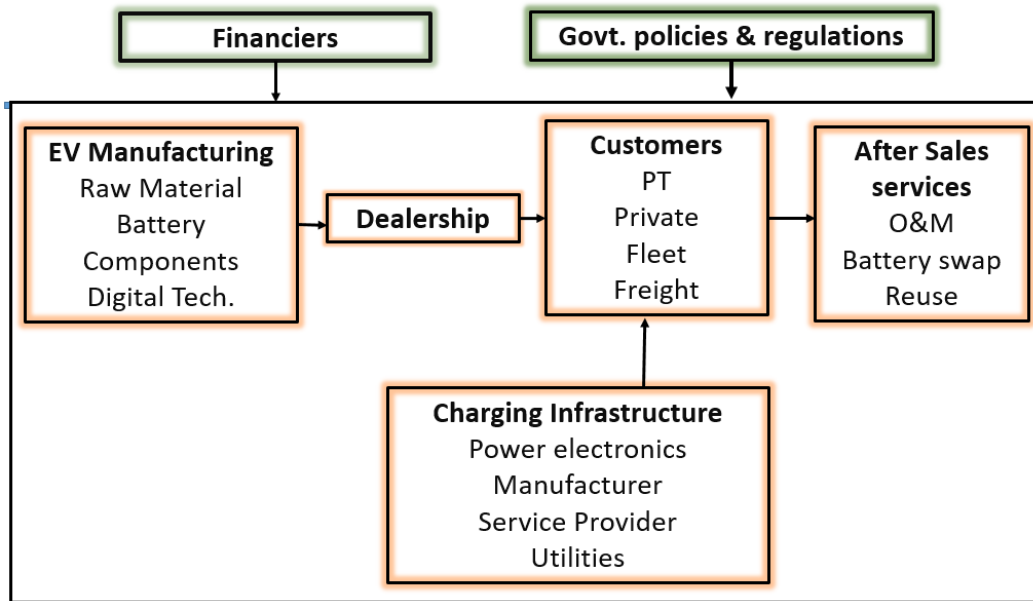 Financiers
Govt. policies & regulations
EV Manufacturing
Raw Material
Battery
Components
Digital Tech.
Dealership
Customers
PT
Private
Fleet
Freight
After Sales
services
O&M
Battery swap
Reuse
Charging Infrastructure
Power electronics
Manufacturer
Service Provider
Utilities